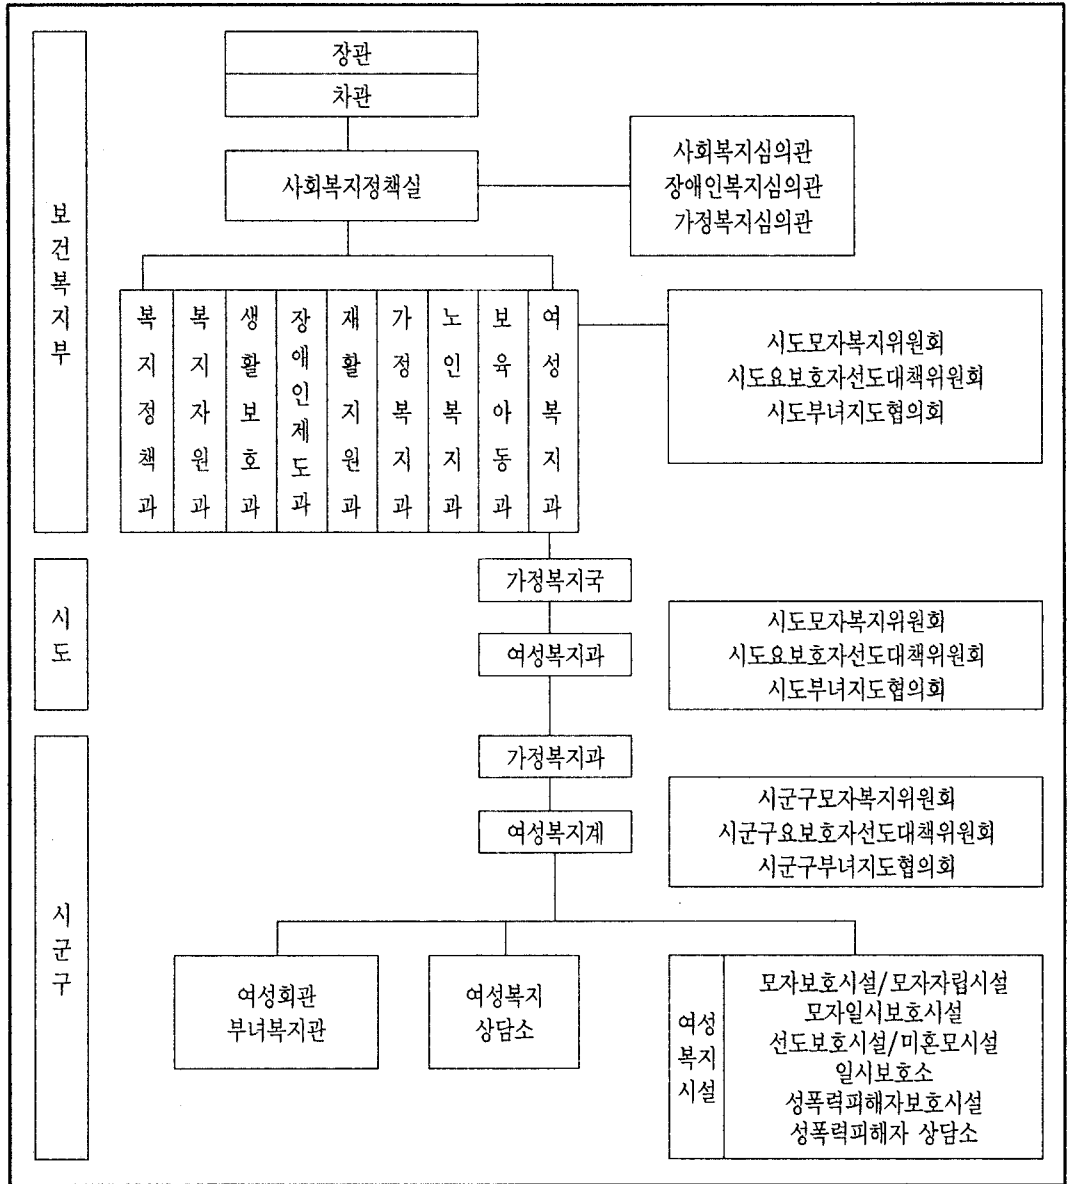 보건복지부
장관
차관
사회복지정책실
사회복지심의관
장애인복지심의관
가정복지심의관
복지정책과
복지자원과
생활보호과
장애인제도과
재활지원과
가정복지과
노인복지과
보육아동과
여성복지과
시도모자복지위원회
시도요보호자선도대책위원회
시도부녀지도협의회
시도
가정복지국
여성복지과
시도모자복지위원회
시도요보호자선도대책위원회
시도부녀지도협의회
시군구
가정복지과
여성복지계
시군구모자복지위원회
시군구요보호자선도대책위원회
시군구부녀지도협의회
여성회관
부녀복지관
여성복지
상담소
여성
복지
시설
모자보호시설/모자자립시설
모자일시보호시설
선도보호시설/미혼모시설
일시보호소
성폭력피해자보호시설
성폭력피해자 상담소